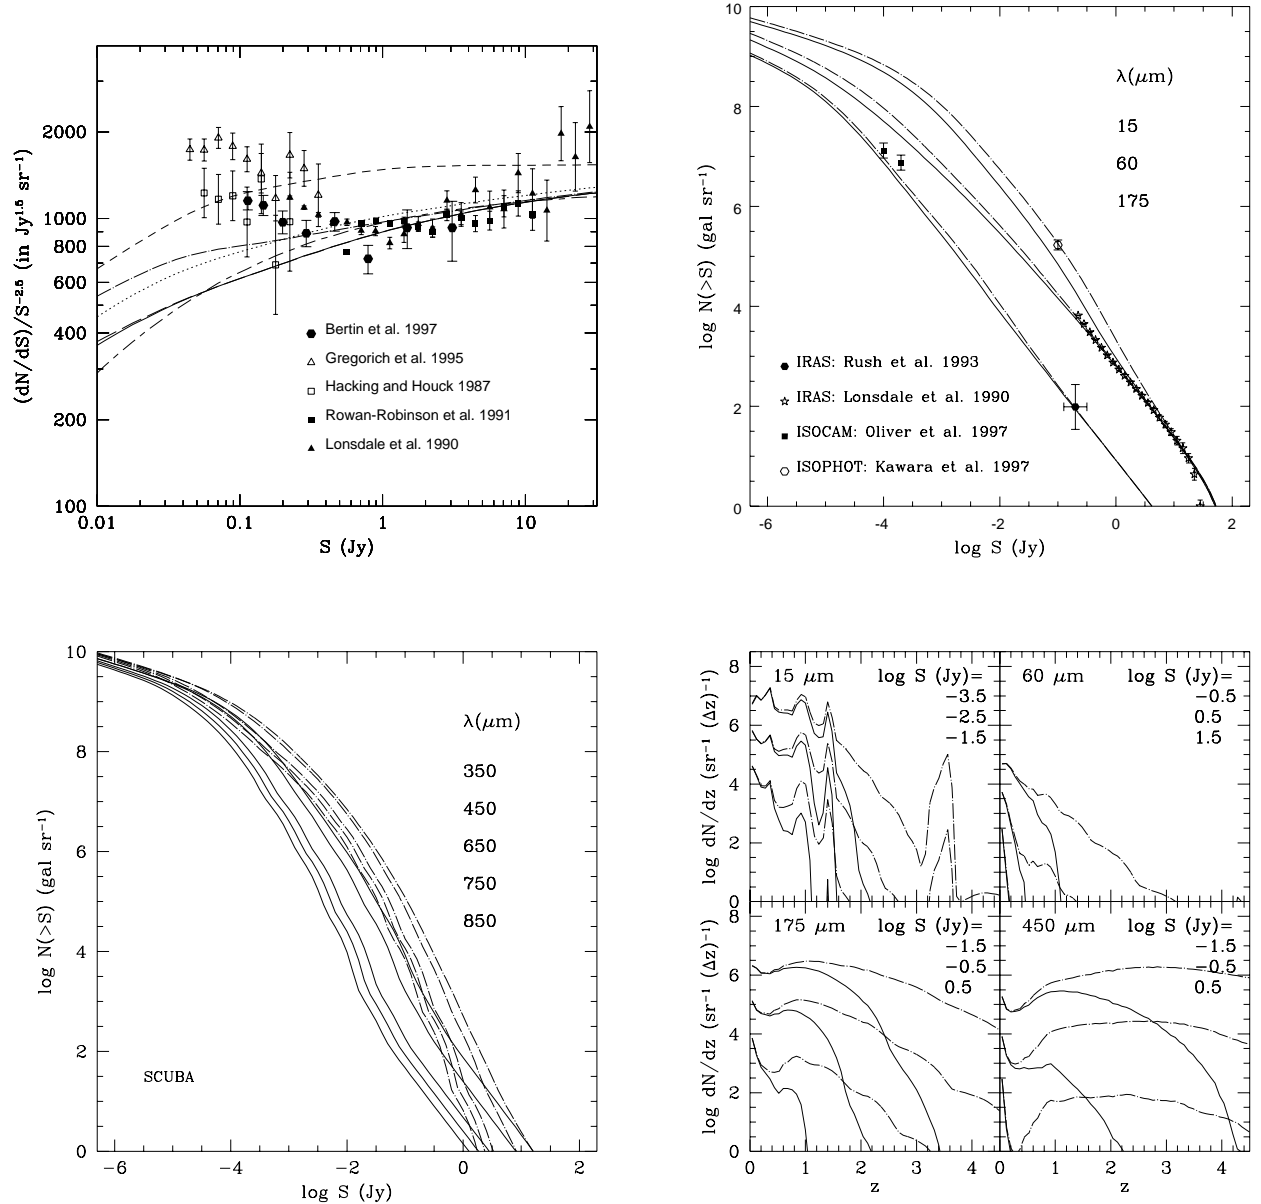 2000
1000
800
600
400
200
100
0.01
0.1
1
10
S (Jy)
(dN/dS)/S−2.5 (in Jy1.5 sr−1)
Bertin et al. 1997
Gregorich et al. 1995
Hacking and Houck 1987
Rowan-Robinson et al. 1991
Lonsdale et al. 1990
10
8
6
4
2
0
-6
-4
-2
0
2
log S (Jy)
log N(>S) (gal sr−1)
λ(μm)
15
60
175
IRAS: Rush et al. 1993
IRAS: Lonsdale et al. 1990
ISOCAM: Oliver et al. 1997
ISOPHOT: Kawara et al. 1997
10
8
6
4
2
0
−6
−4
−2
0
2
log S (Jy)
log N(>S) (gal sr−1)
λ(μm)
350
450
650
750
850
SCUBA
8
6
4
2
0
log dN/dz (sr−1 (Δz)−1)
15 μm
log S (Jy)=
−3.5
−2.5
−1.5
60 μm
log S (Jy)=
−0.5
0.5
1.5
8
6
4
2
0
log dN/dz (sr−1 (Δz)−1)
175 μm
log S (Jy)=
−1.5
−0.5
0.5
450 μm
log S (Jy)=
−1.5
−0.5
0.5
0
1
2
3
4
0
1
2
3
4
z
z